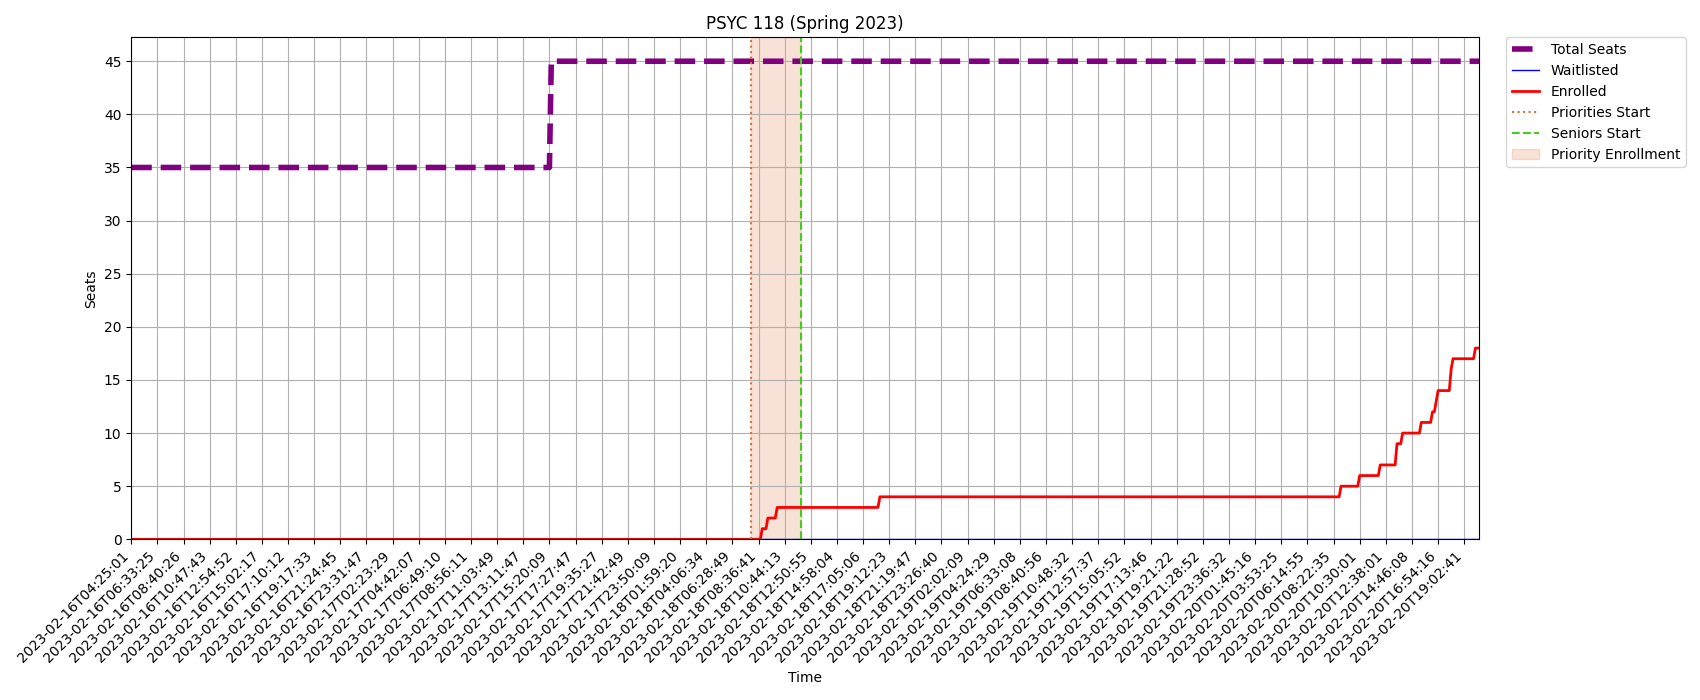 PSYC 118 (Spring 2023)
Total Seats
Waitlisted
Enrolled
Priorities Start
Seniors Start
Priority Enrollment
Seats
45
40
35
30
25
20
15
10
5
0
2023-02-16T04:25:01
2023-02-16T06:33:25
2023-02-16T08:40:26
2023-02-16T10:47:43
2023-02-16T12:54:52
2023-02-16T15:02:17
2023-02-16T17:10:12
2023-02-16T19:17:33
2023-02-16T21:24:45
2023-02-16T23:31:47
2023-02-17T02:23:29
2023-02-17T04:42:07
2023-02-17T06:49:10
2023-02-17T08:56:11
2023-02-17T11:03:49
2023-02-17T13:11:47
2023-02-17T15:20:09
2023-02-17T17:27:47
2023-02-17T19:35:27
2023-02-17T21:42:49
2023-02-17T23:50:09
2023-02-18T01:59:20
2023-02-18T04:06:34
2023-02-18T06:28:49
2023-02-18T08:36:41
2023-02-18T10:44:13
2023-02-18T12:50:55
2023-02-18T14:58:04
2023-02-18T17:05:06
2023-02-18T19:12:23
2023-02-18T21:19:47
2023-02-18T23:26:40
2023-02-19T02:02:09
2023-02-19T04:24:29
2023-02-19T06:33:08
2023-02-19T08:40:56
2023-02-19T10:48:32
2023-02-19T12:57:37
2023-02-19T15:05:52
2023-02-19T17:13:46
2023-02-19T19:21:22
2023-02-19T21:28:52
2023-02-19T23:36:32
2023-02-20T01:45:16
2023-02-20T03:53:25
2023-02-20T06:14:55
2023-02-20T08:22:35
2023-02-20T10:30:01
2023-02-20T12:38:01
2023-02-20T14:46:08
2023-02-20T16:54:16
2023-02-20T19:02:41
Time